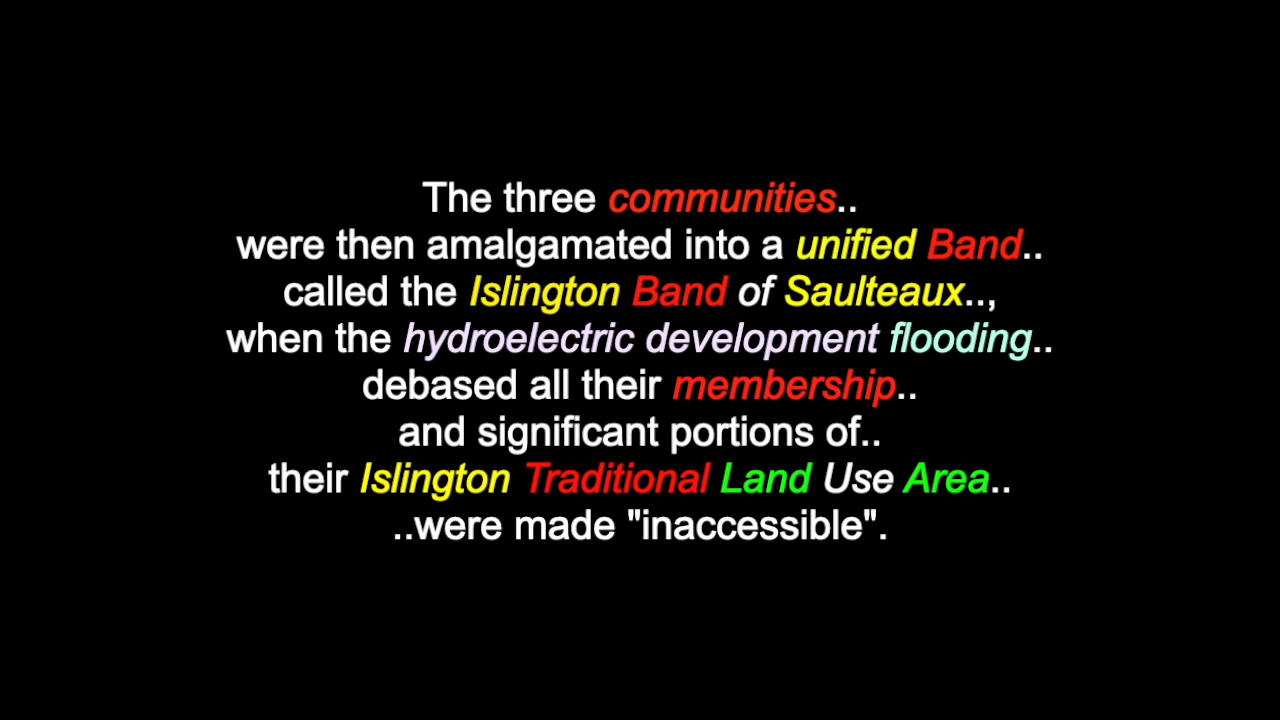 The three communities..
were then amalgamated into a unified Band..
called the Islington Band of Saulteaux..,
when the hydroelectric development flooding..
debased all their membership..
and significant portions of..
their Islington Traditional Land Use Area..
..were made "inaccessible".